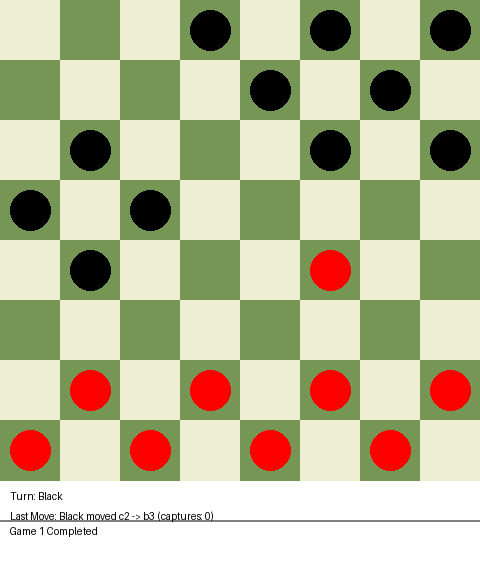 Turn: Black
Last Move: Black moved c2 -> b3 (captures: 0)
Game 1 Completed